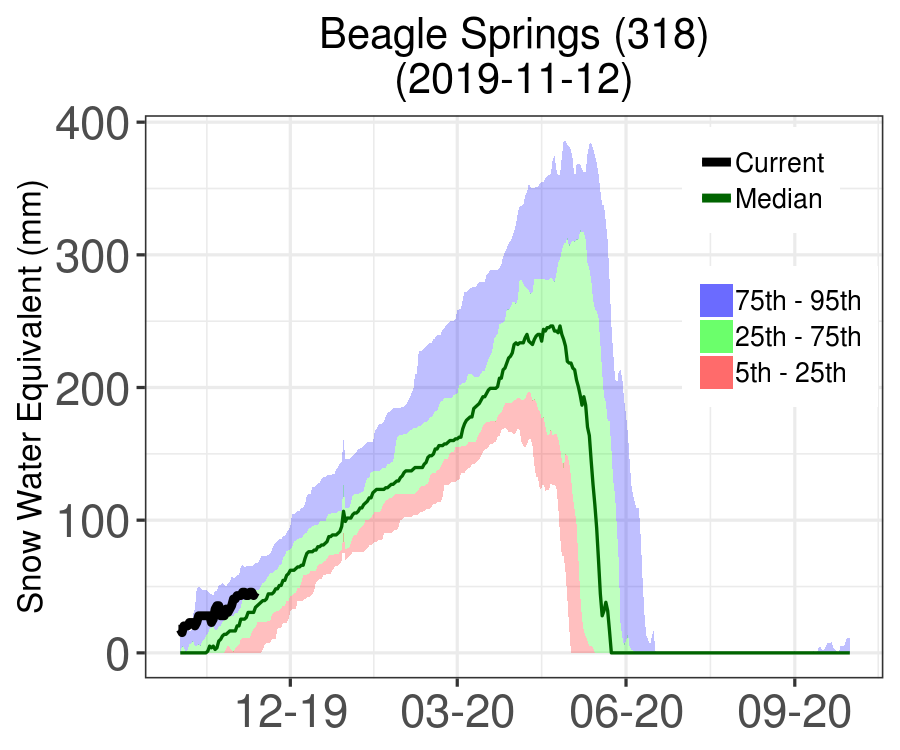 Beagle Springs (318)
(2019-11-12)
Snow Water Equivalent (mm)
400
300
200
100
0
12-19
03-20
06-20
09-20
Current
Median
75th - 95th
25th - 75th
5th - 25th